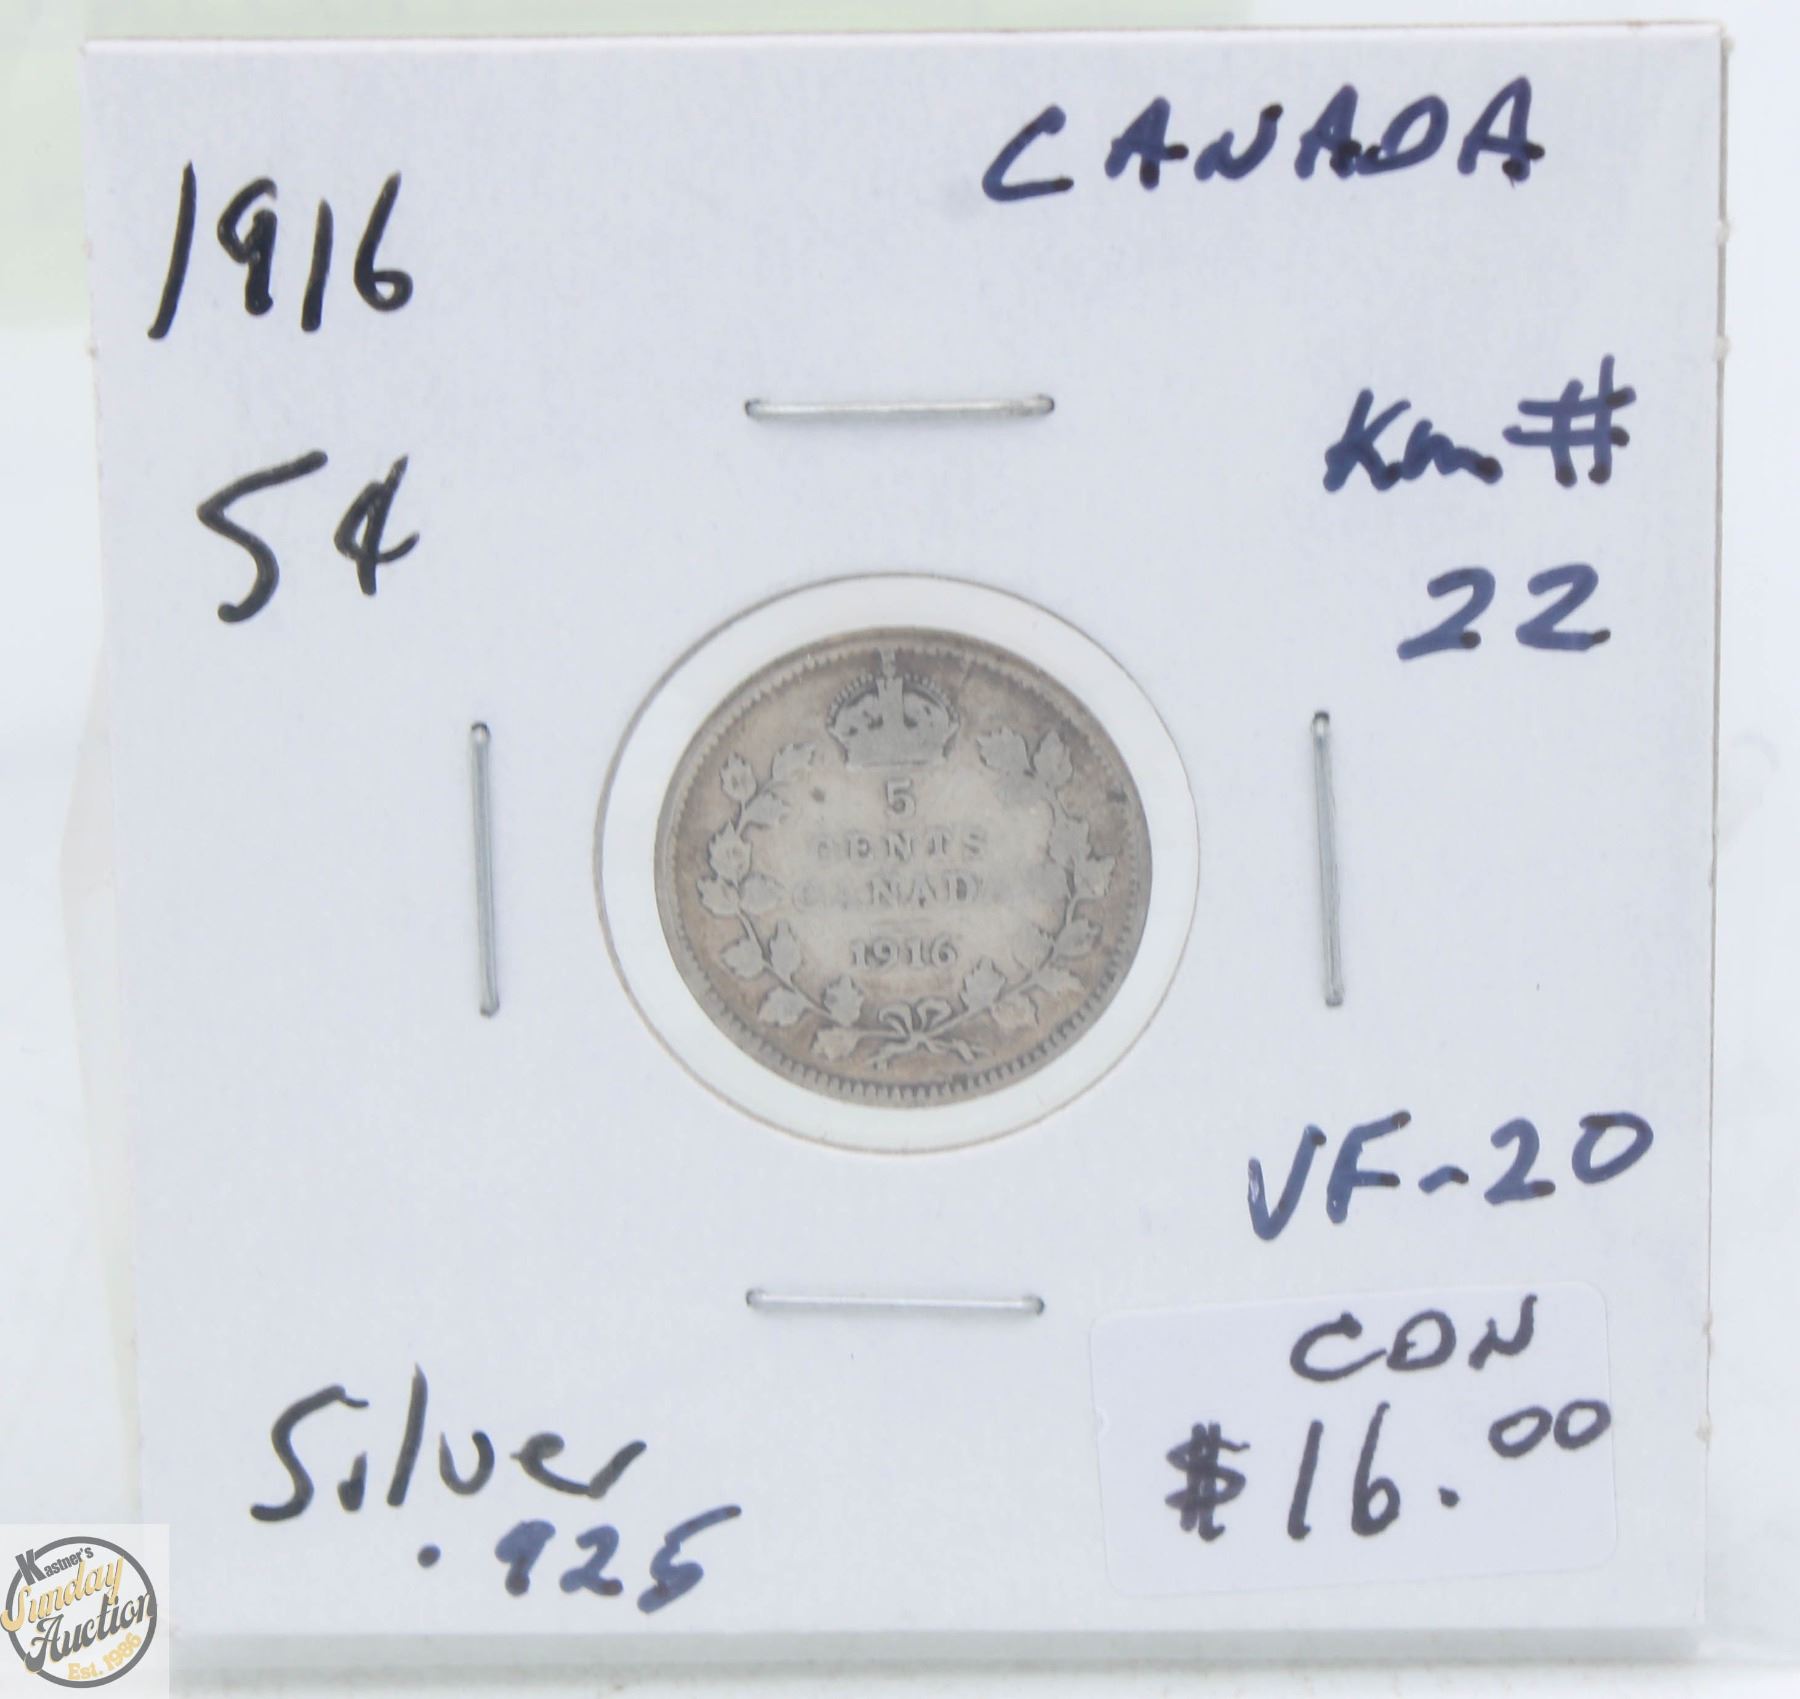 CANADA
1916
Km #
5¢
22
5
CENTS
CANADA
1916
VF-20
CDN
$16.00
Silver
.925
Kastner's
Sunday
Auction
Est. 1986